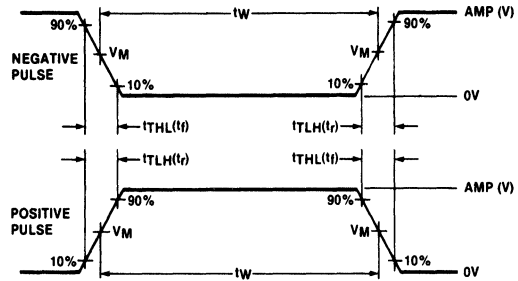 tW AMP (V)
90% 90%
VM VM
NEGATIVE
PULSE
10% 10%
0V
tTHL(tf) tTLH(tr)
tTLH(tr) tTHL(tf)
AMP (V)
90% 90%
POSITIVE
PULSE
VM VM
10% 10%
tW 0V